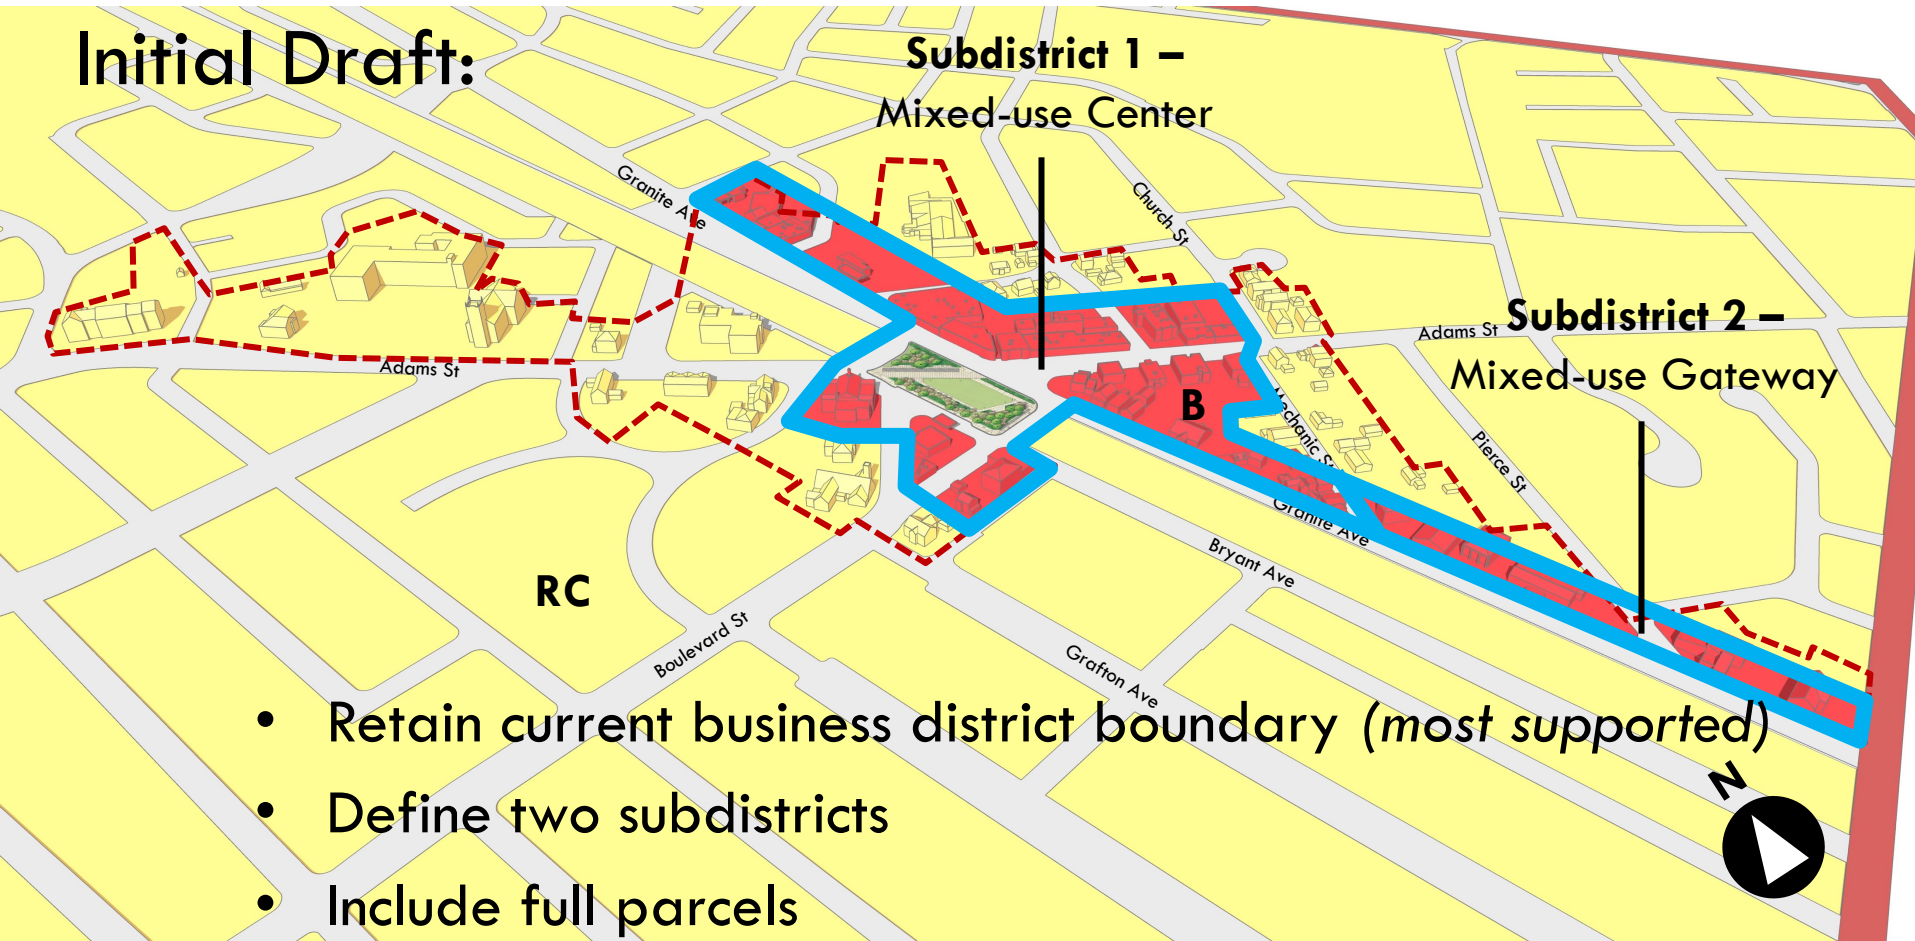 Initial Draft:
Subdistrict 1 –
Mixed-use Center
Granite Ave
Church St
Adams St
Subdistrict 2 –
Mixed-use Gateway
Adams St
B
Mechanic St
Pierce St
Granite Ave
Bryant Ave
RC
Boulevard St
Grafton Ave
• Retain current business district boundary (most supported)
N
• Define two subdistricts
• Include full parcels